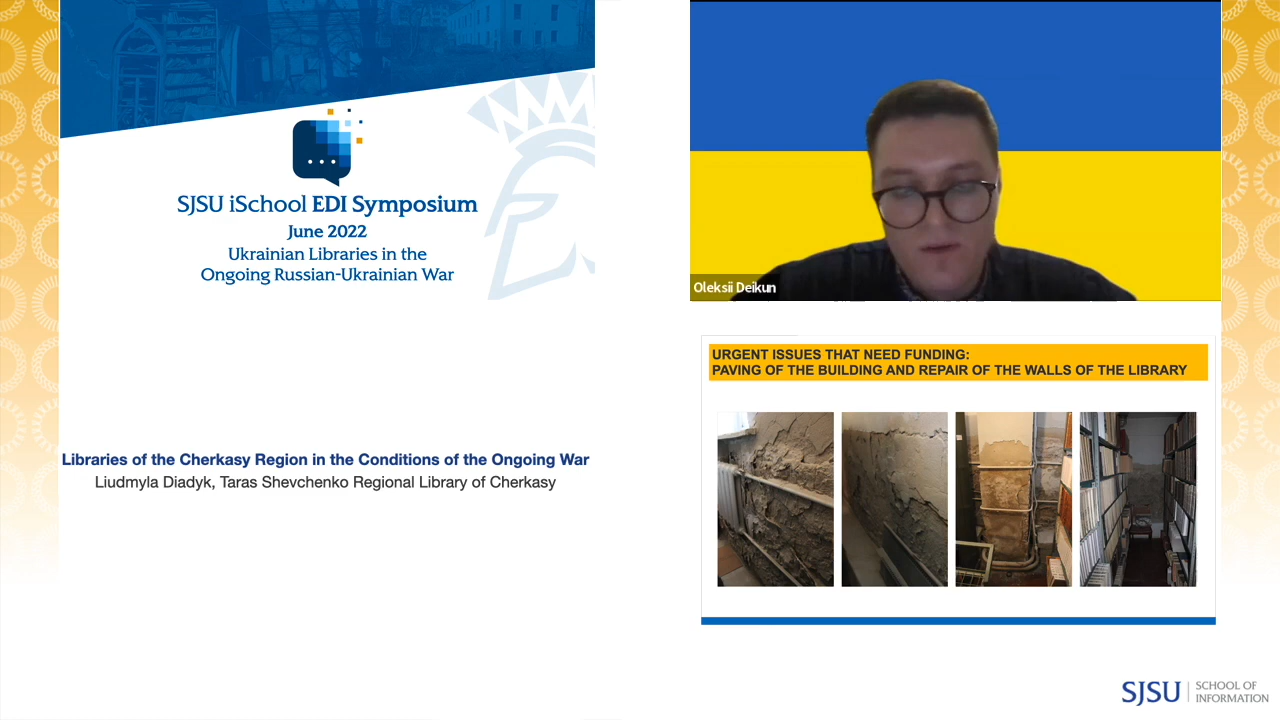 SJSU iSchool EDI Symposium
June 2022
Ukrainian Libraries in the
Ongoing Russian-Ukrainian War
Libraries of the Cherkasy Region in the Conditions of the Ongoing War
Liudmyla Diadyk, Taras Shevchenko Regional Library of Cherkasy
Oleksii Deikun
URGENT ISSUES THAT NEED FUNDING:
PAVING OF THE BUILDING AND REPAIR OF THE WALLS OF THE LIBRARY
SJSU | SCHOOL OF
INFORMATION